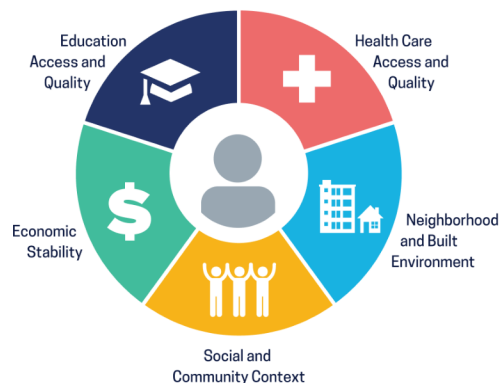 Education
Access and
Quality
Health Care
Access and
Quality
$
Economic
Stability
Neighborhood
and Built
Environment
Social and
Community Context